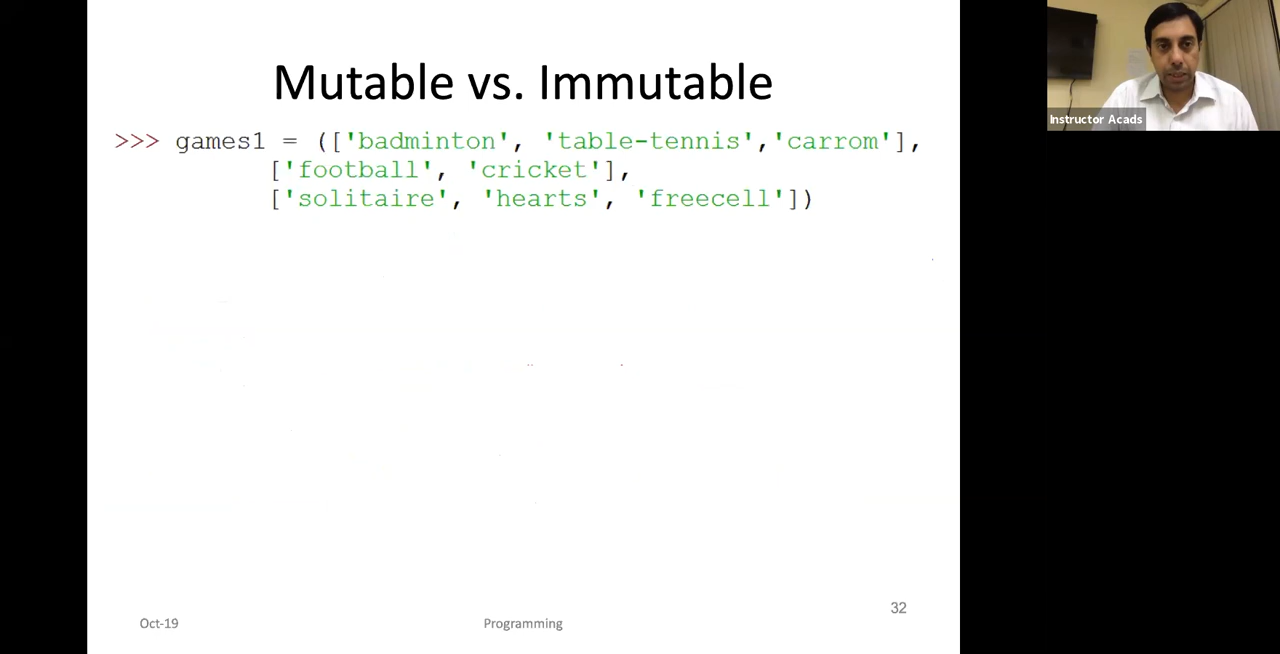 Mutable vs. Immutable
>>> games1 = (['badminton', 'table-tennis','carrom'],
['football', 'cricket'],
['solitaire', 'hearts', 'freecell'])
Oct-19
Programming
32
Instructor Acads